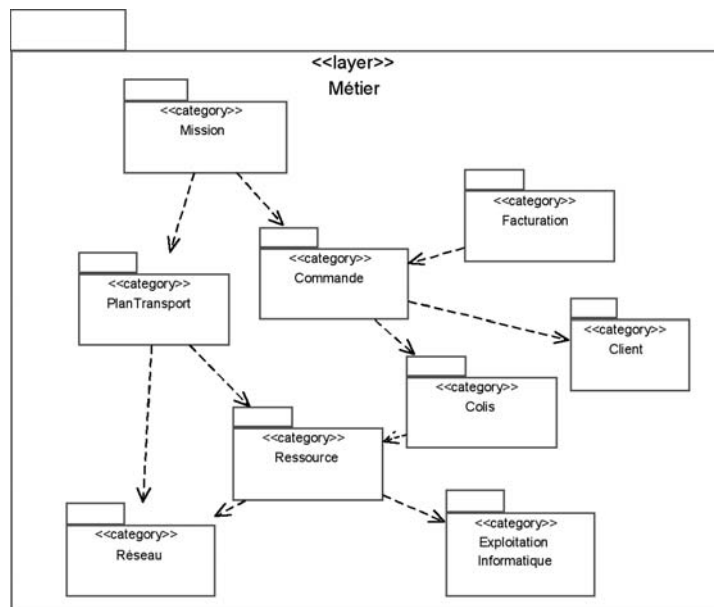 <<layer>>
Métier
<<category>>
Mission
<<category>>
Facturation
<<category>>
Commande
<<category>>
PlanTransport
<<category>>
Client
<<category>>
Colis
<<category>>
Ressource
<<category>>
Réseau
<<category>>
Exploitation
Informatique